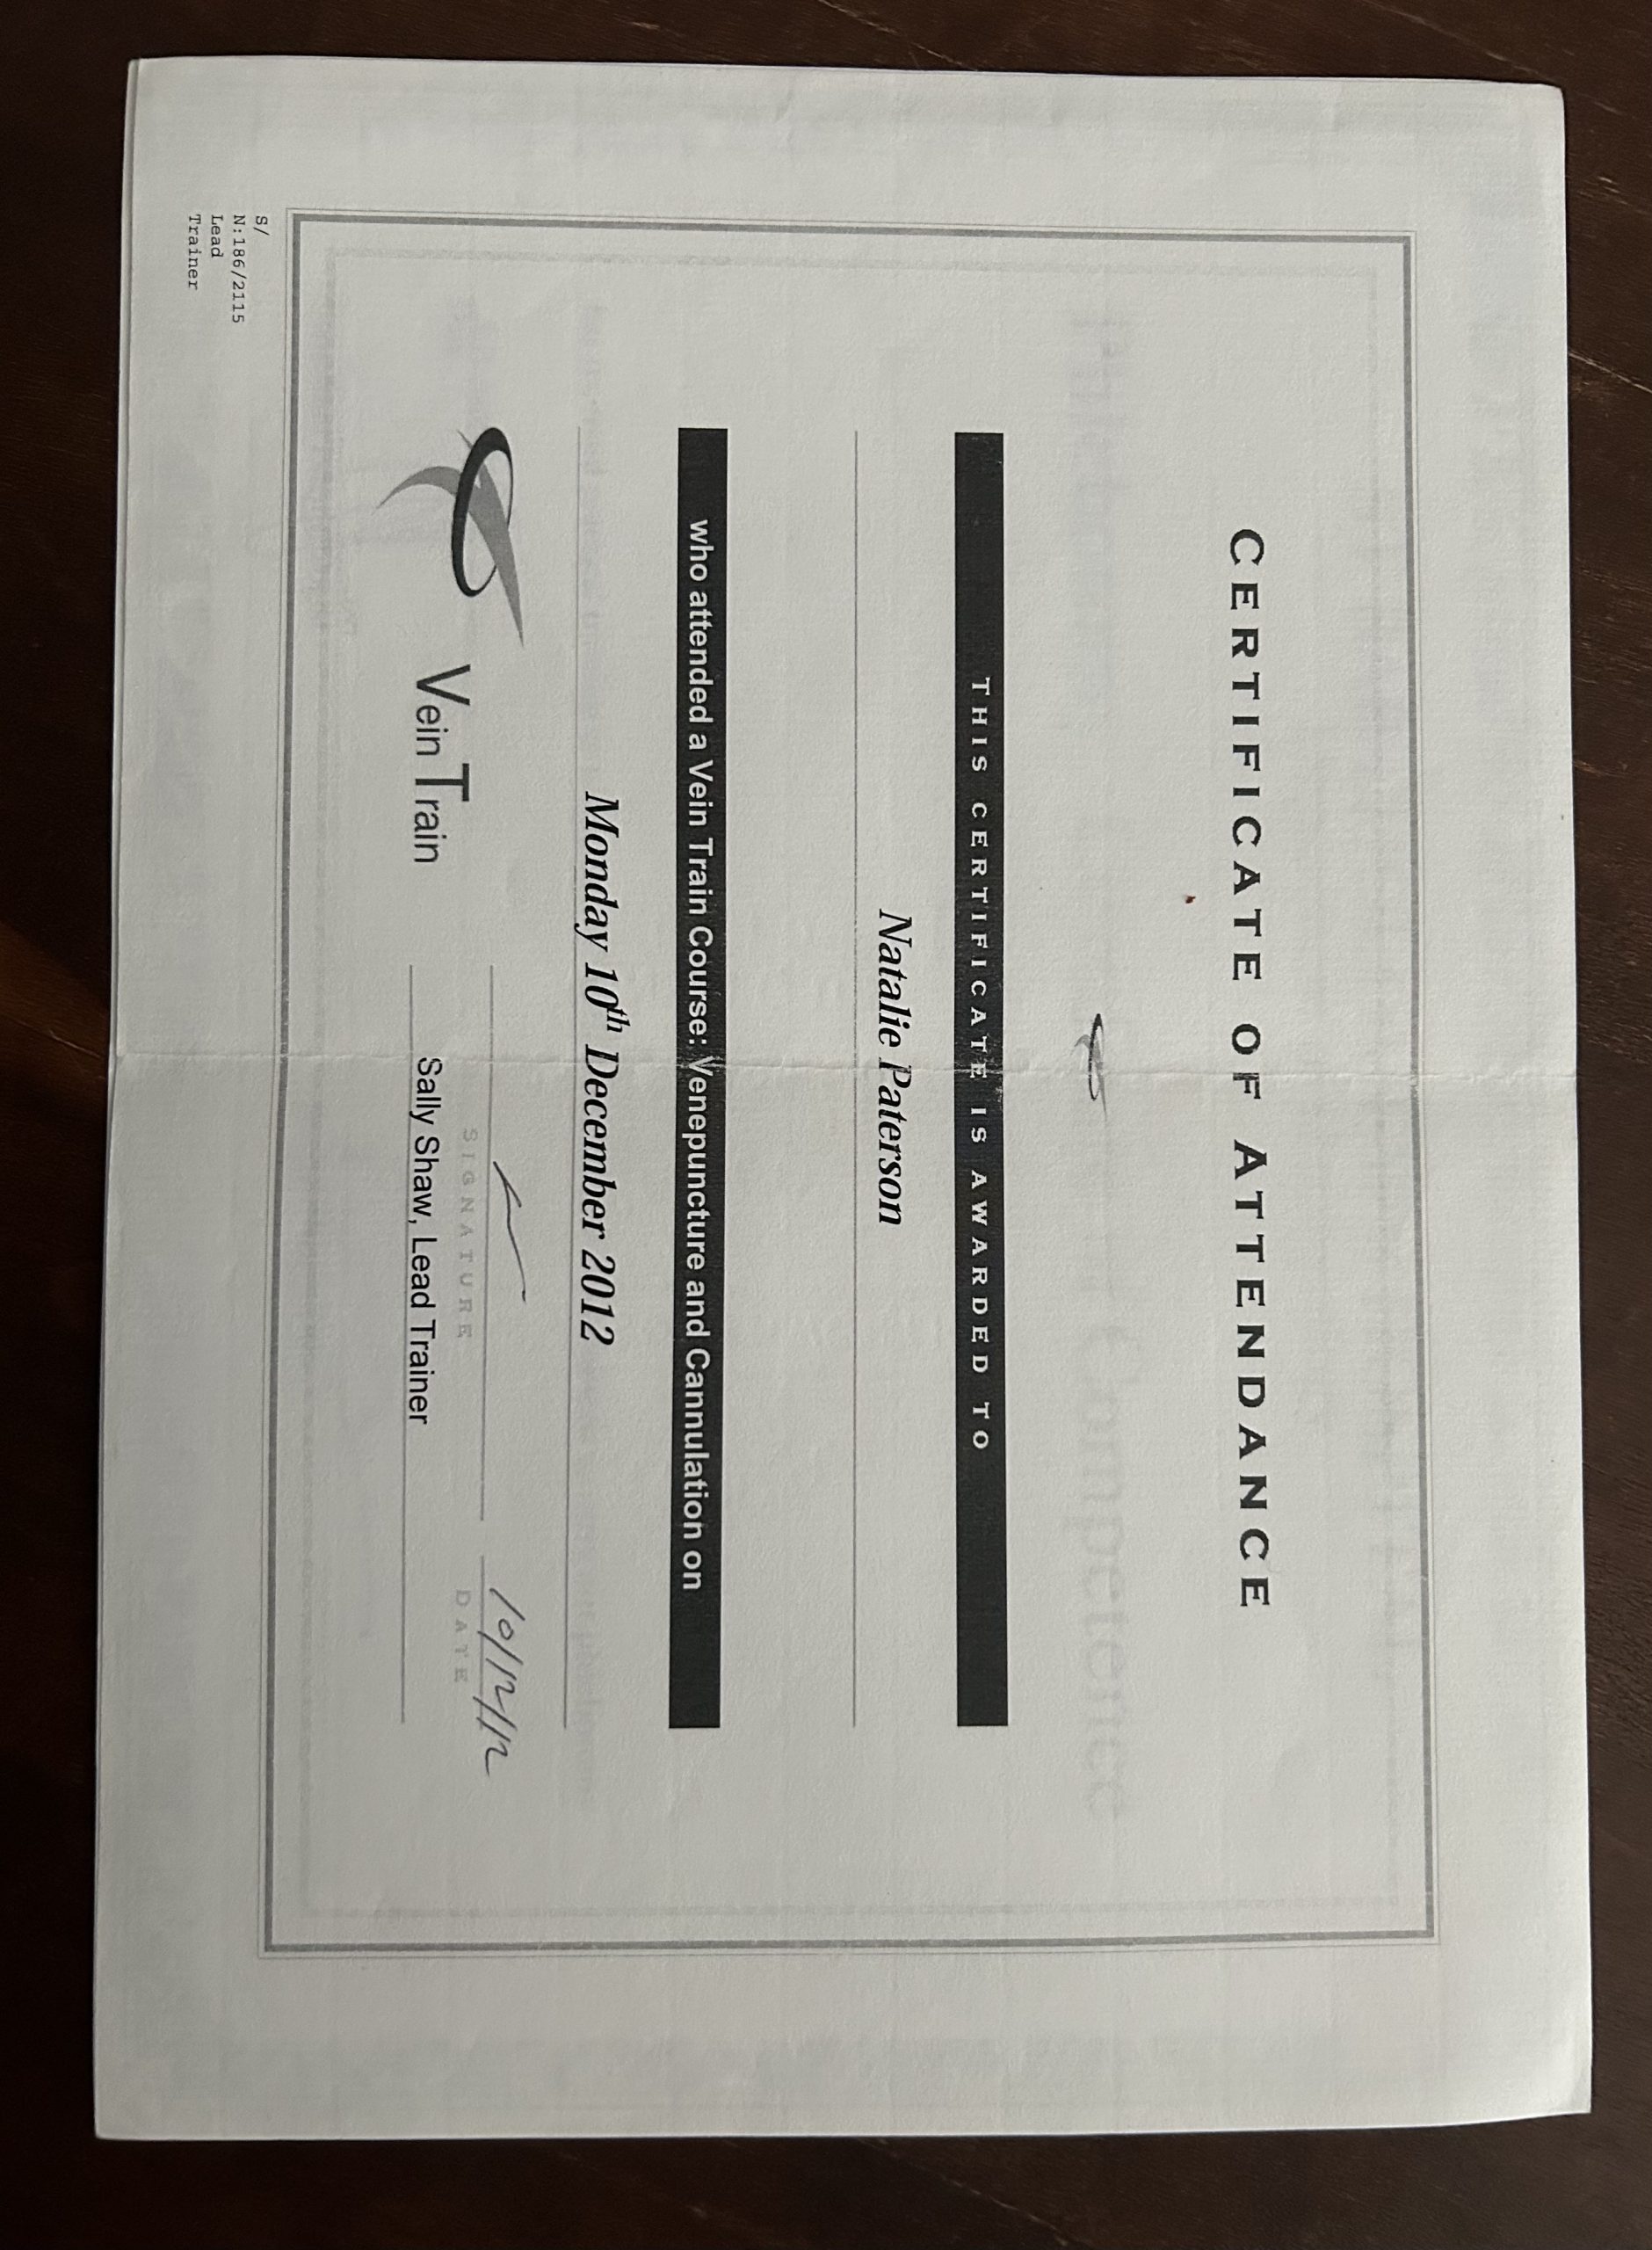 CERTIFICATE OF ATTENDANCE
THIS CERTIFICATE IS AWARDED TO
Natalie Paterson
who attended a Vein Train Course: Venepuncture and Cannulation on
Monday 10th December 2012
Vein Train
10/12/12
SIGNATURE DATE
Sally Shaw, Lead Trainer
S/
N:186/2115
Lead
Trainer